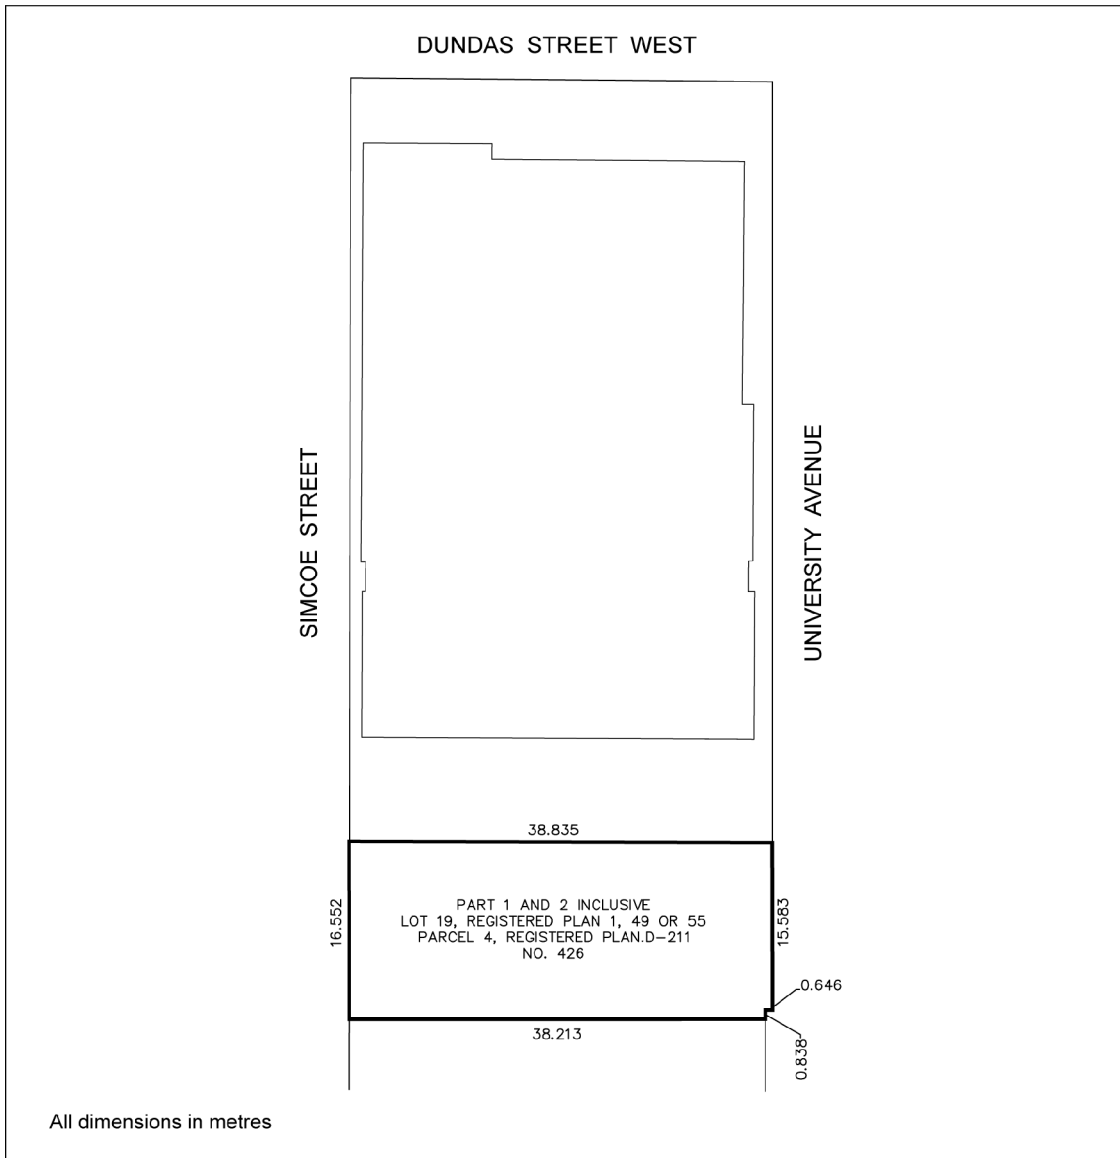 DUNDAS STREET WEST
SIMCOE STREET
UNIVERSITY AVENUE
38.835
16.552
PART 1 AND 2 INCLUSIVE
LOT 19, REGISTERED PLAN 1, 49 OR 55
PARCEL 4, REGISTERED PLAN.D-211
NO. 426
15.583
0.646
38.213
0.838
All dimensions in metres